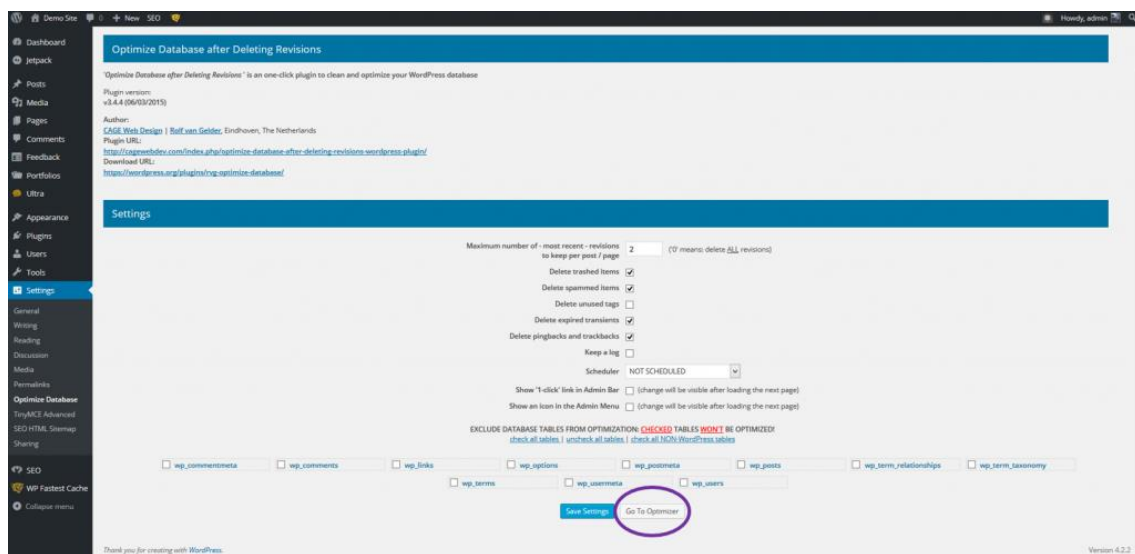 Demo Site 0 + New SEO Howdy, admin
Dashboard
Jetpack
Posts
Media
Pages
Comments
Feedback
Portfolios
Ultra
Appearance
Plugins
Users
Tools
Settings
General
Writing
Reading
Discussion
Media
Permalinks
Optimize Database
TinyMCE Advanced
SEO HTML Sitemap
Sharing
SEO
WP Fastest Cache
Collapse menu
Optimize Database after Deleting Revisions
'Optimize Database after Deleting Revisions' is an one-click plugin to clean and optimize your WordPress database
Plugin version:
v3.4.4 (06/03/2015)
Author:
CAGE Web Design | Rolf van Gelder, Eindhoven, The Netherlands
Plugin URL:
http://cagewebdev.com/index.php/optimize-database-after-deleting-revisions-wordpress-plugin/
Download URL:
https://wordpress.org/plugins/rvg-optimize-database/
Settings
Maximum number of - most recent - revisions
to keep per post / page 2 ('0' means: delete ALL revisions)
Delete trashed items
Delete spammed items
Delete unused tags
Delete expired transients
Delete pingbacks and trackbacks
Keep a log
Scheduler NOT SCHEDULED
Show '1-click' link in Admin Bar (change will be visible after loading the next page)
Show an icon in the Admin Menu (change will be visible after loading the next page)
EXCLUDE DATABASE TABLES FROM OPTIMIZATION: CHECKED TABLES WON'T BE OPTIMIZED!
check all tables | uncheck all tables | check all NON-WordPress tables
wp_commentmeta wp_comments wp_links wp_options wp_postmeta wp_posts wp_term_relationships wp_term_taxonomy
wp_terms wp_usermeta wp_users
Save Settings Go To Optimizer
Thank you for creating with WordPress. Version 4.2.2